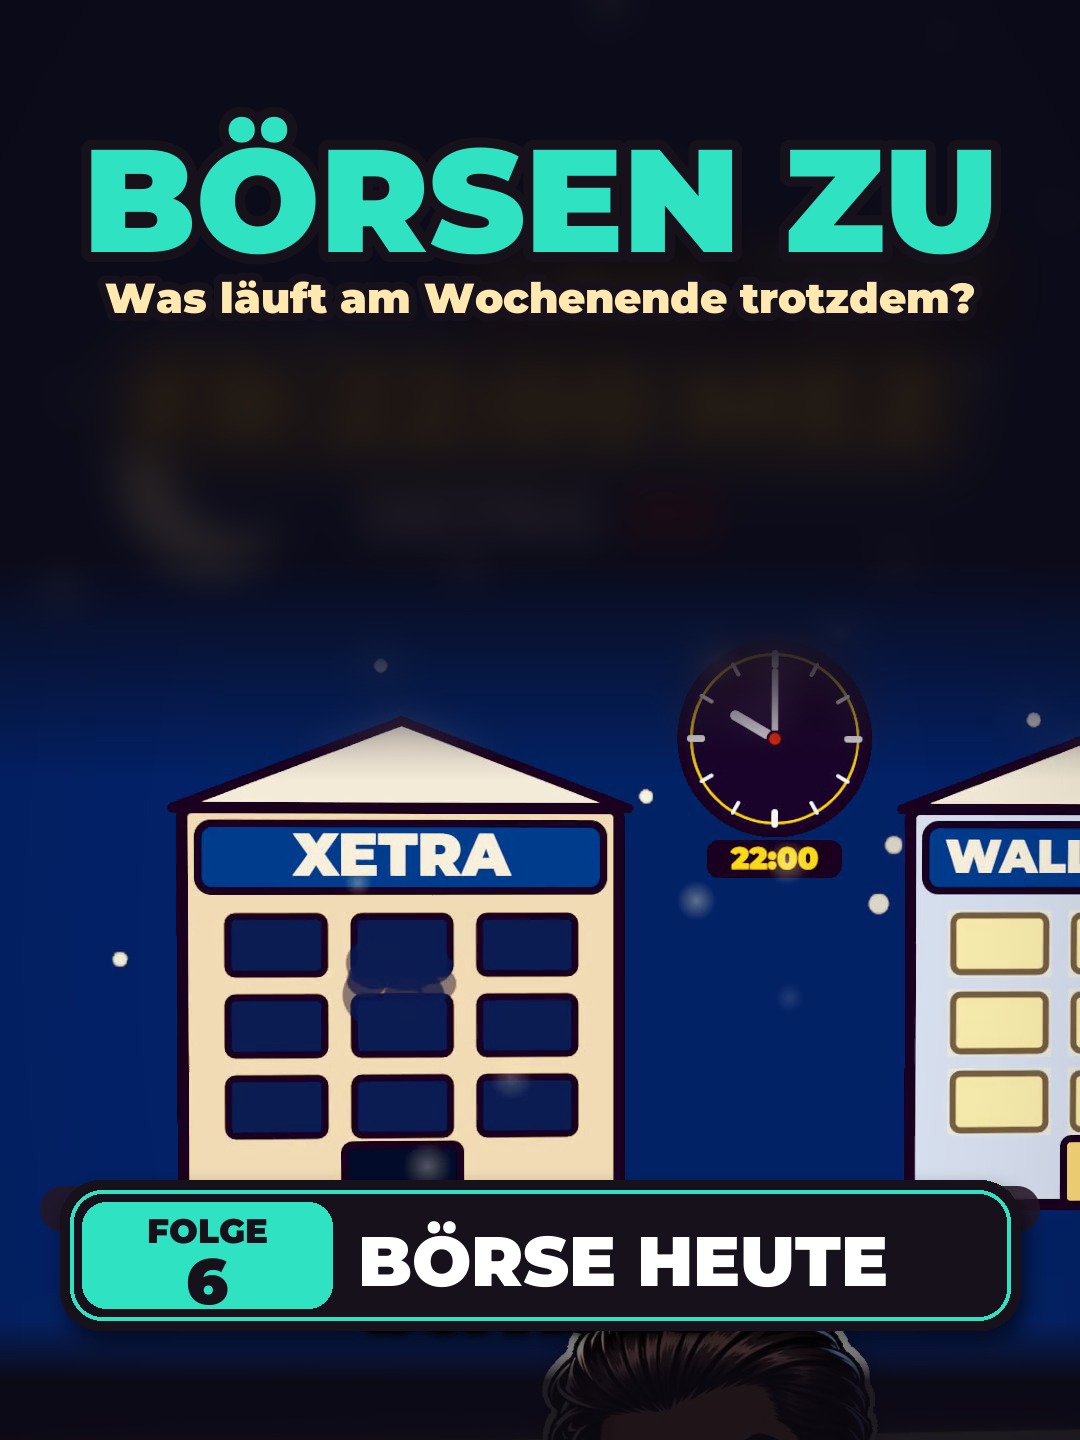 BÖRSEN ZU
Was läuft am Wochenende trotzdem?
XETRA
22:00
FOLGE
6
BÖRSE HEUTE